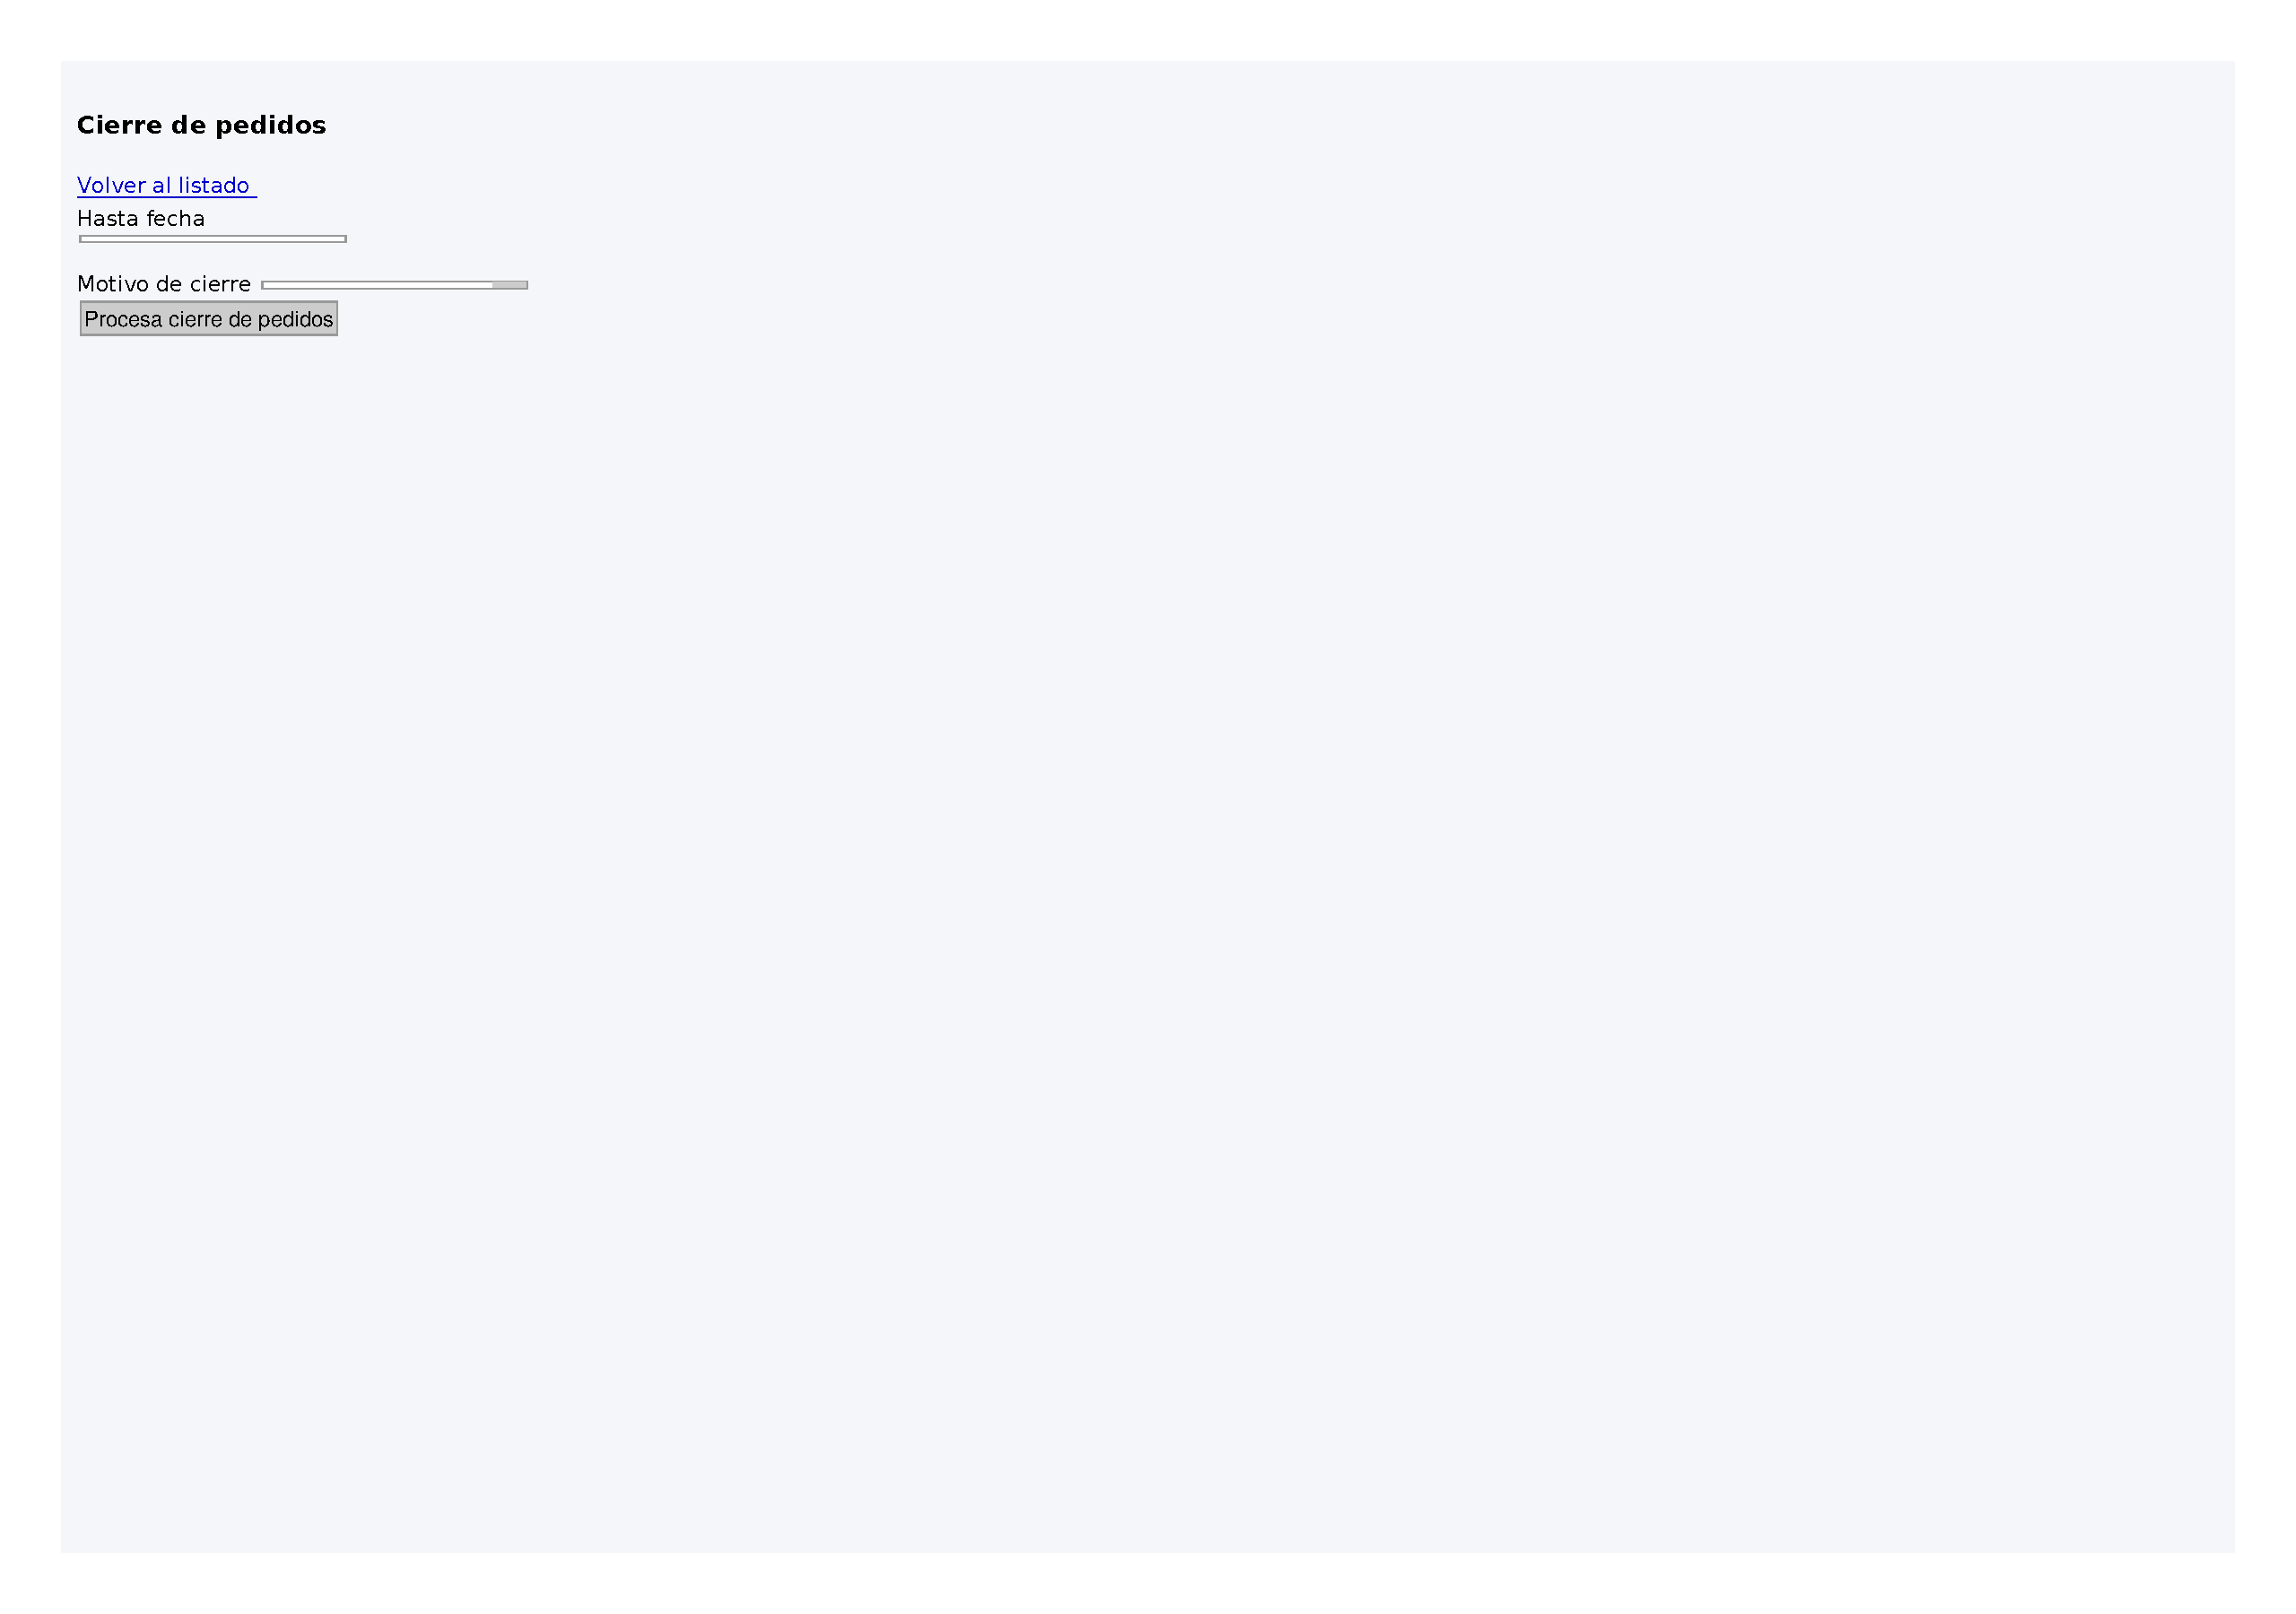 Cierre de pedidos
Volver al listado
Hasta fecha
Motivo de cierre
Procesa cierre de pedidos